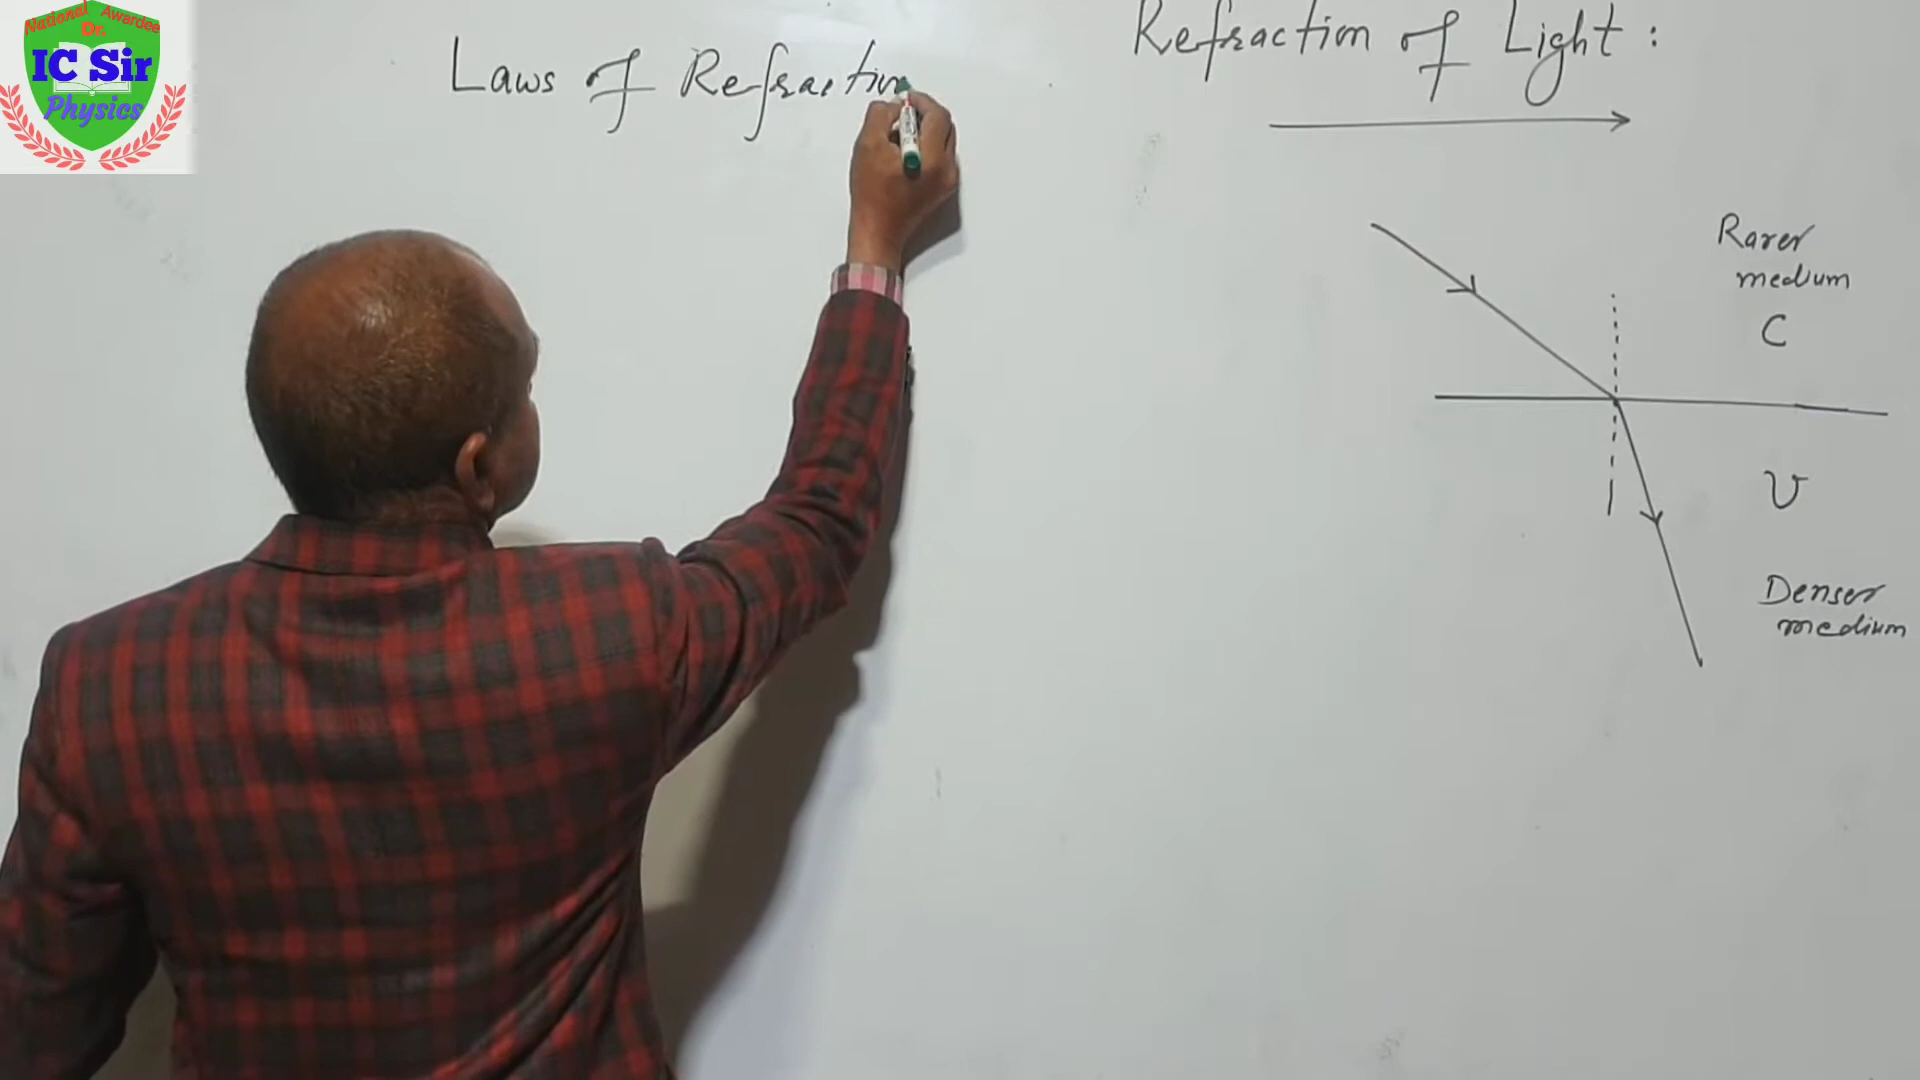 National Awardee
Dr.
IC Sir
Physics
Laws of Refraction
Refraction of Light :
Rarer
medium
C
υ
Denser
medium